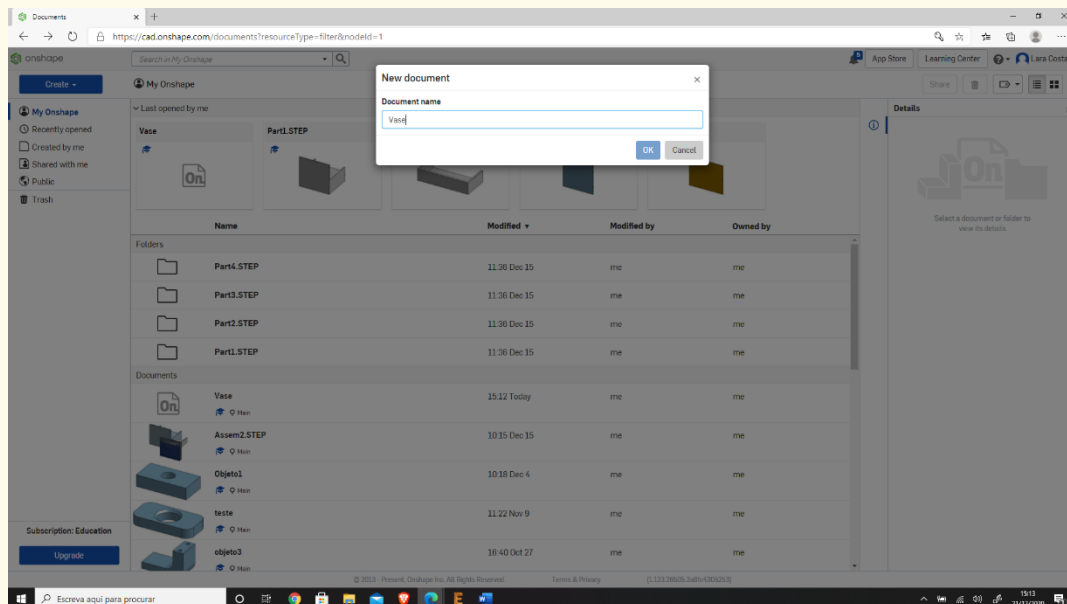 Documents
https://cad.onshape.com/documents?resourceType=filter&nodeId=1
onshape
Search in My Onshape
App Store
Learning Center
Lara Costa
Create
My Onshape
Share
My Onshape
Recently opened
Created by me
Shared with me
Public
Trash
Last opened by me
Vase
Part1.STEP
New document
Document name
Vase
OK
Cancel
Details
Select a document or folder to
view its details.
Name Modified Modified by Owned by
Folders
Part4.STEP 11:36 Dec 15 me me
Part3.STEP 11:36 Dec 15 me me
Part2.STEP 11:36 Dec 15 me me
Part1.STEP 11:36 Dec 15 me me
Documents
On
Vase 15:12 Today me me
Main
Assem2.STEP 10:15 Dec 15 me me
Main
Objeto1 10:18 Dec 4 me me
Main
teste 11:22 Nov 9 me me
Main
objeto3 16:40 Oct 27 me me
Main
Subscription: Education
Upgrade
© 2013 - Present, Onshape Inc. All Rights Reserved.
Terms & Privacy
Escreva aqui para procurar
15:13
21/12/2020